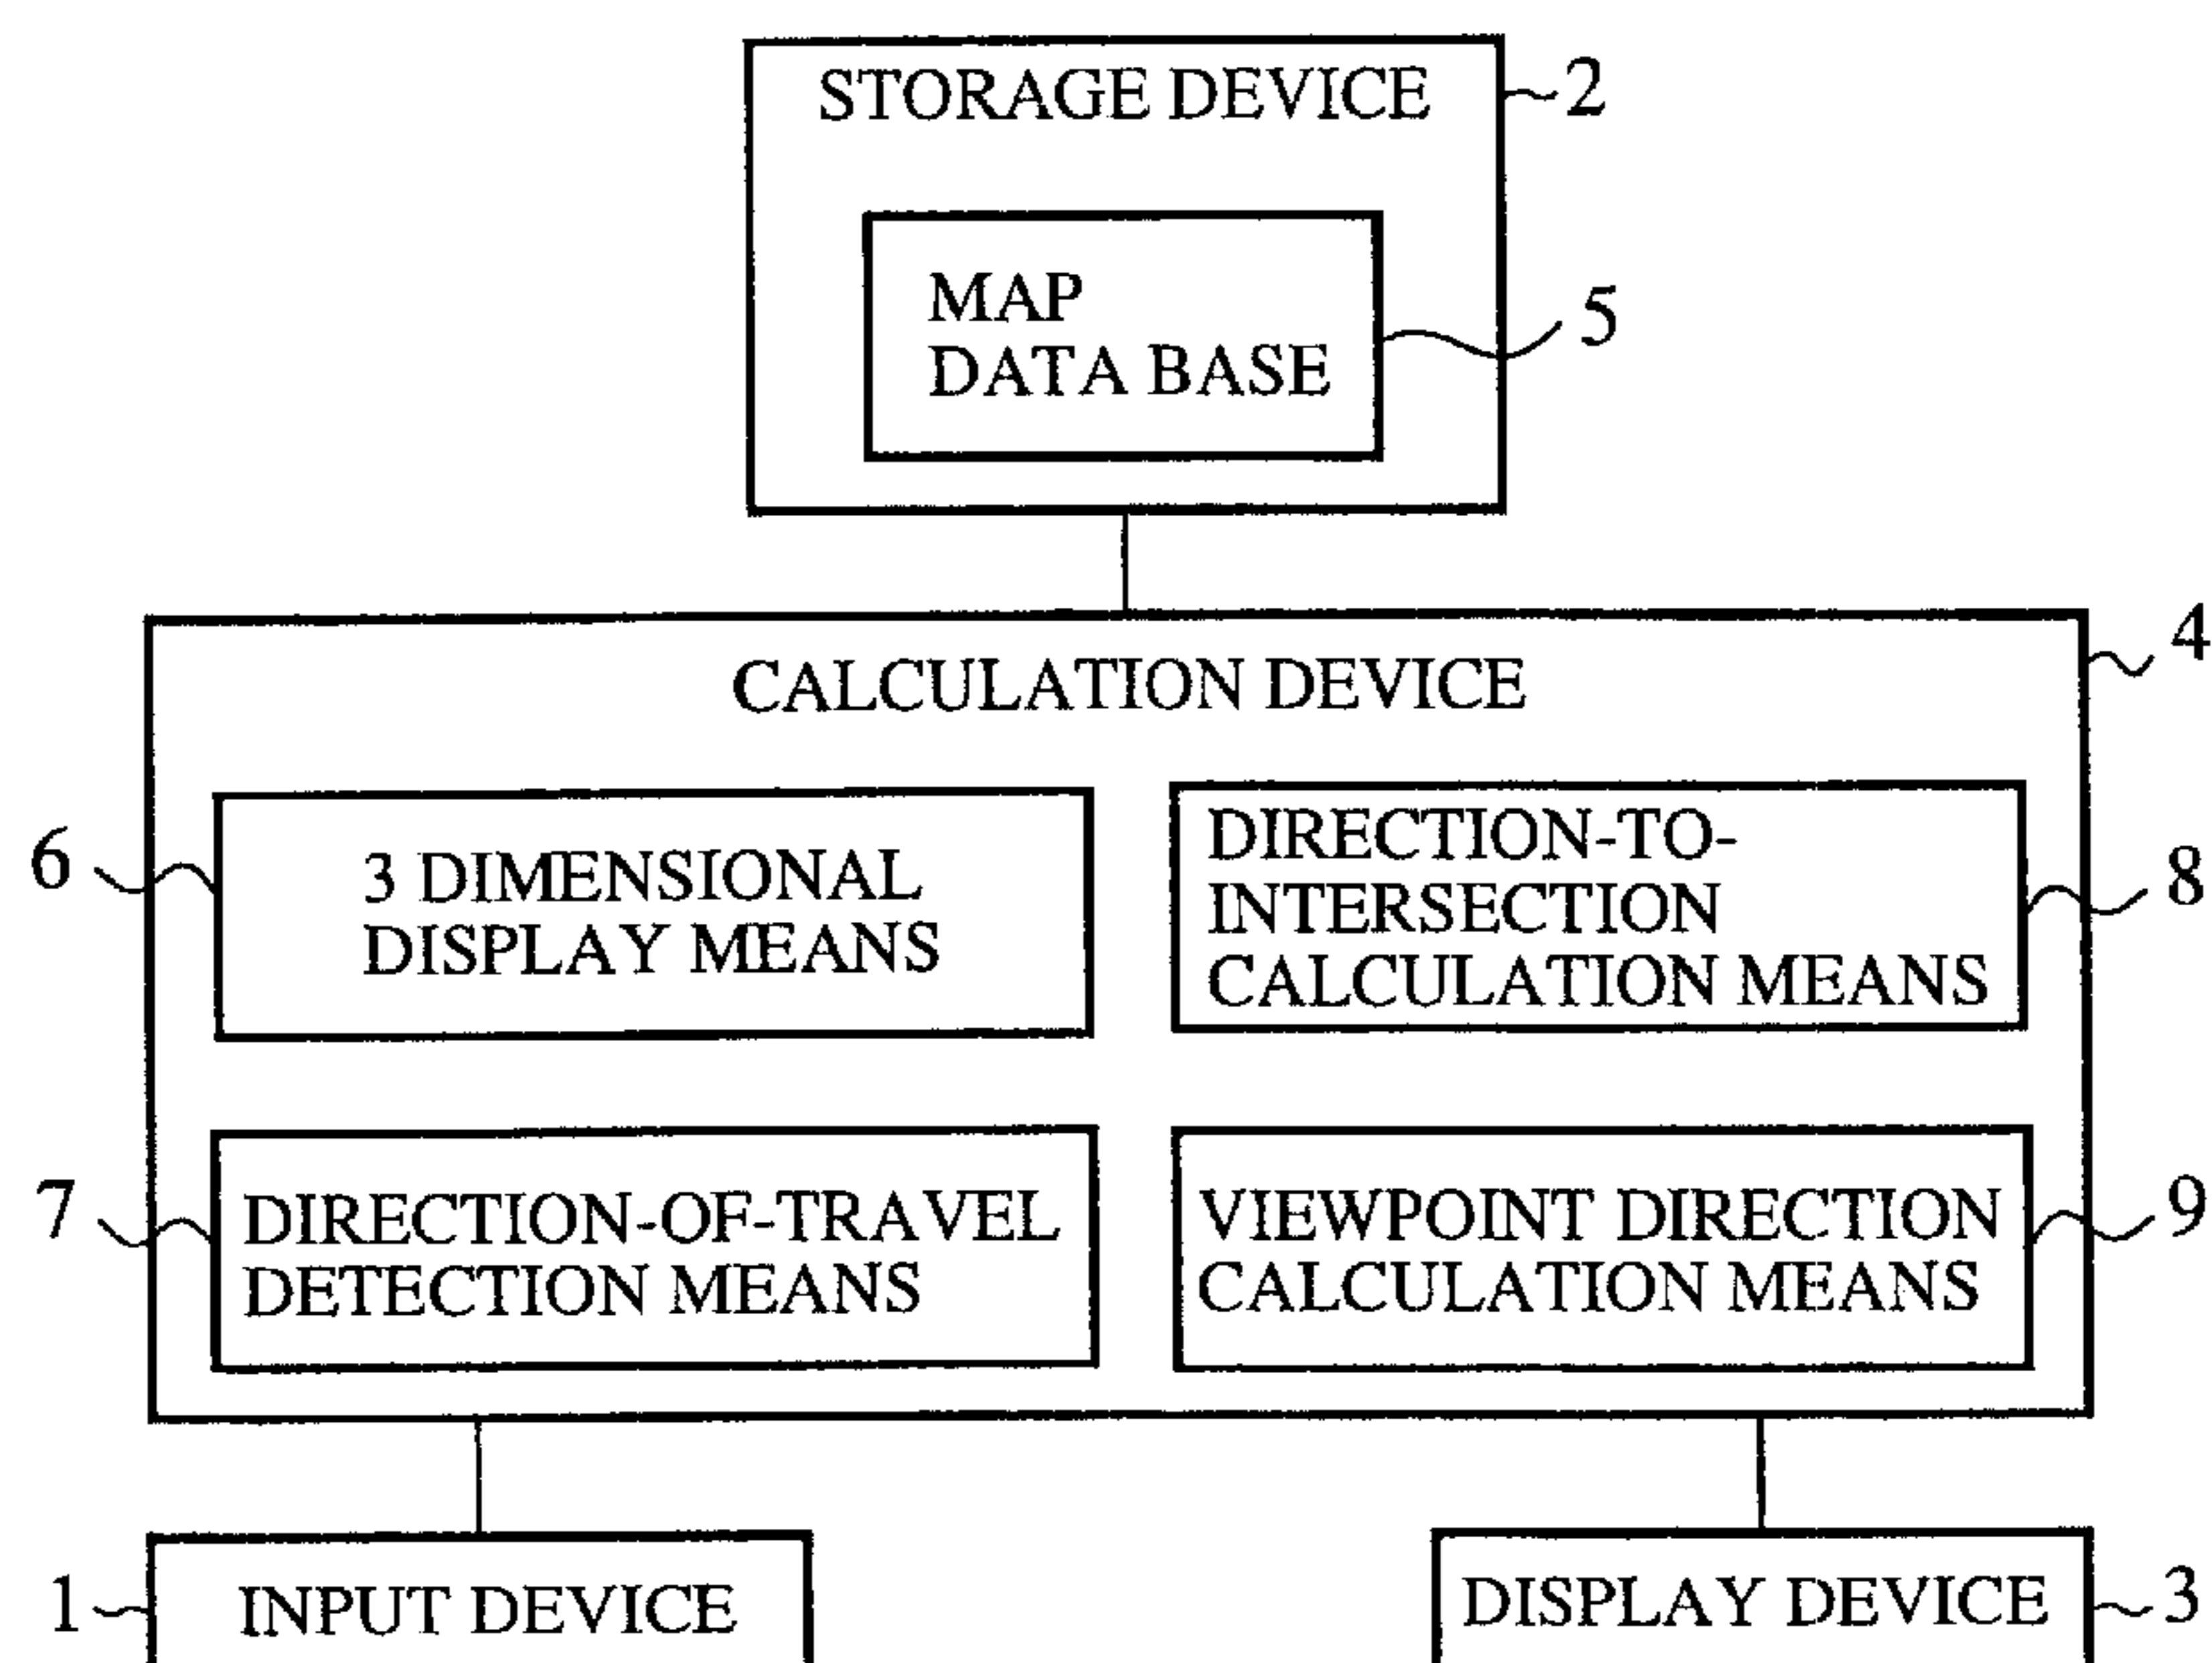 STORAGE DEVICE
2
MAP
DATA BASE
5
4
CALCULATION DEVICE
6
3 DIMENSIONAL
DISPLAY MEANS
DIRECTION-TO-
INTERSECTION
CALCULATION MEANS
8
7
DIRECTION-OF-TRAVEL
DETECTION MEANS
VIEWPOINT DIRECTION
CALCULATION MEANS
9
1
INPUT DEVICE
DISPLAY DEVICE
3